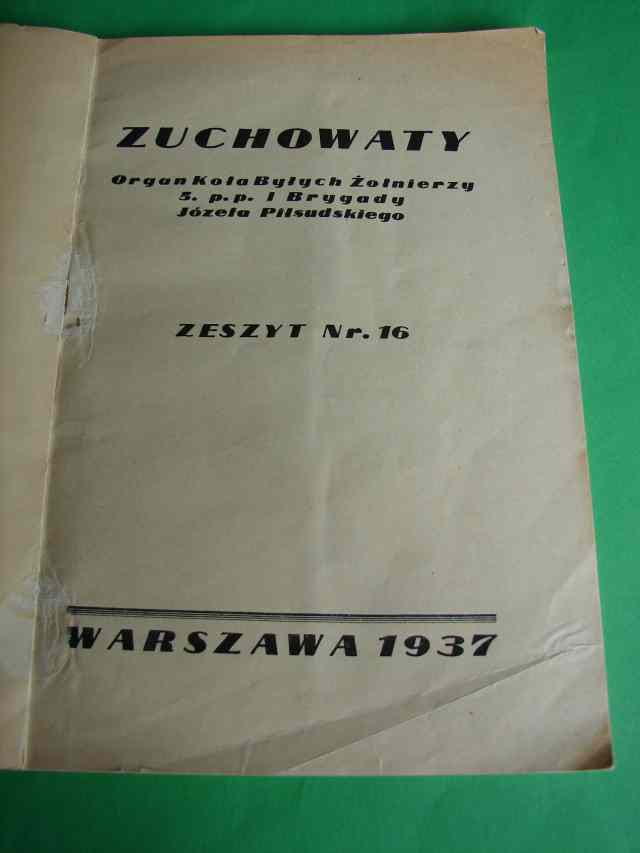 ZUCHOWATY
Organ Koła Byłych Żołnierzy
5. p.p. I Brygady
Józefa Piłsudskiego
ZESZYT Nr. 16
WARSZAWA 1937